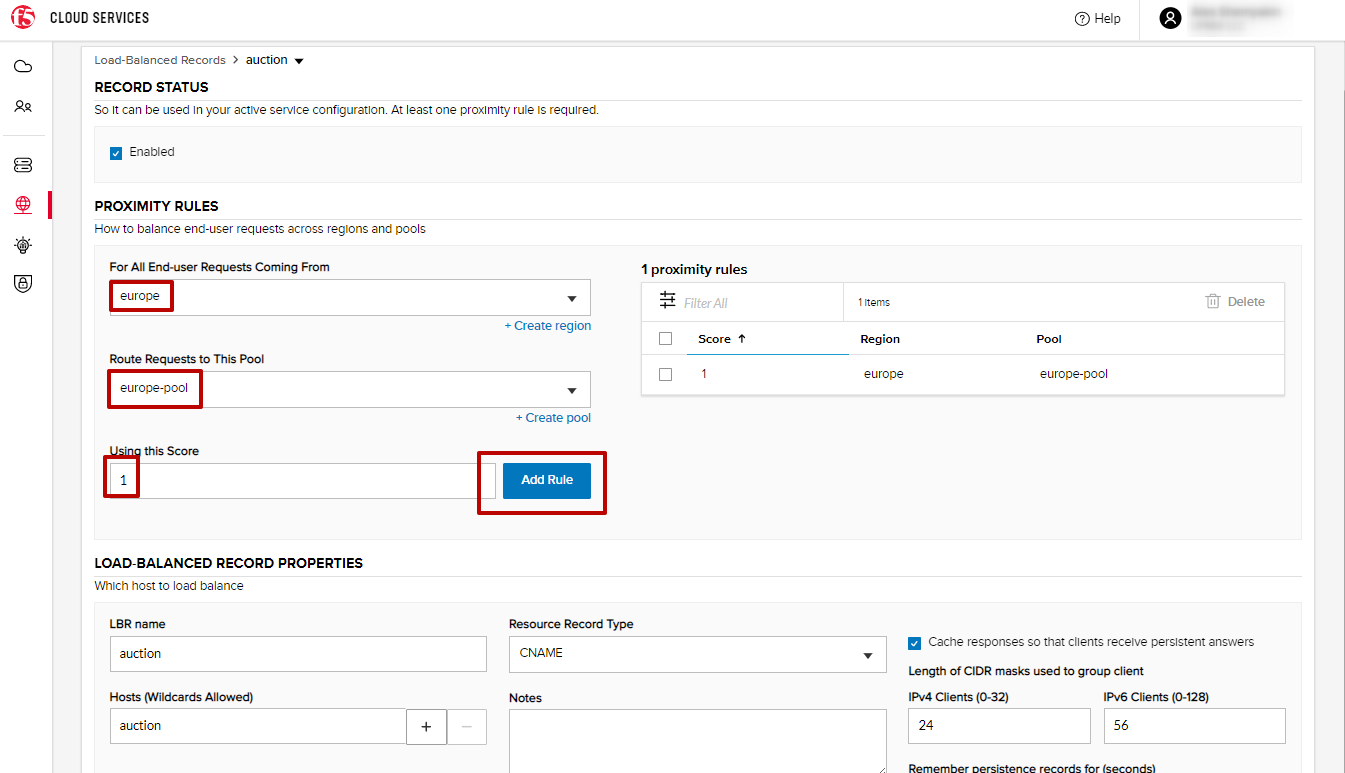 f5 CLOUD SERVICES
? Help
Load-Balanced Records > auction
RECORD STATUS
So it can be used in your active service configuration. At least one proximity rule is required.
Enabled
PROXIMITY RULES
How to balance end-user requests across regions and pools
For All End-user Requests Coming From
europe
+ Create region
Route Requests to This Pool
europe-pool
+ Create pool
Using this Score
1
Add Rule
1 proximity rules
Filter All
1 Items
Delete
Score ↑ Region Pool
1 europe europe-pool
LOAD-BALANCED RECORD PROPERTIES
Which host to load balance
LBR name
auction
Hosts (Wildcards Allowed)
auction
+ −
Resource Record Type
CNAME
Notes
Cache responses so that clients receive persistent answers
Length of CIDR masks used to group client
IPv4 Clients (0-32) IPv6 Clients (0-128)
24 56
Remember persistence records for (seconds)